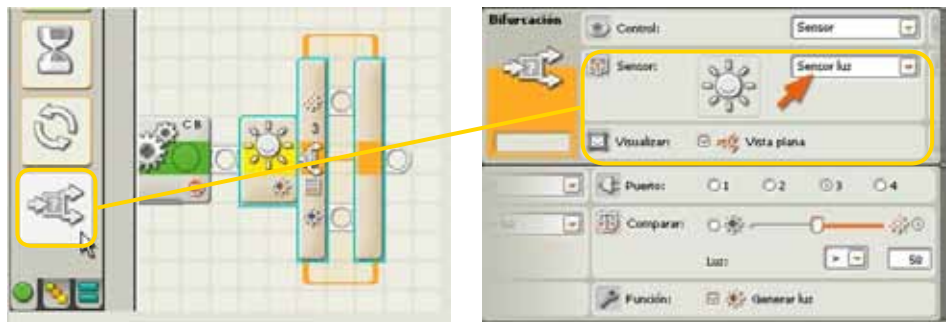 C B
3
Bifurcación
Control:
Sensor
Sensor:
Sensor luz
Visualizar:
Vista plana
Puerto:
1 2 3 4
Comparar:
Luz:
>
50
Función:
Generar luz